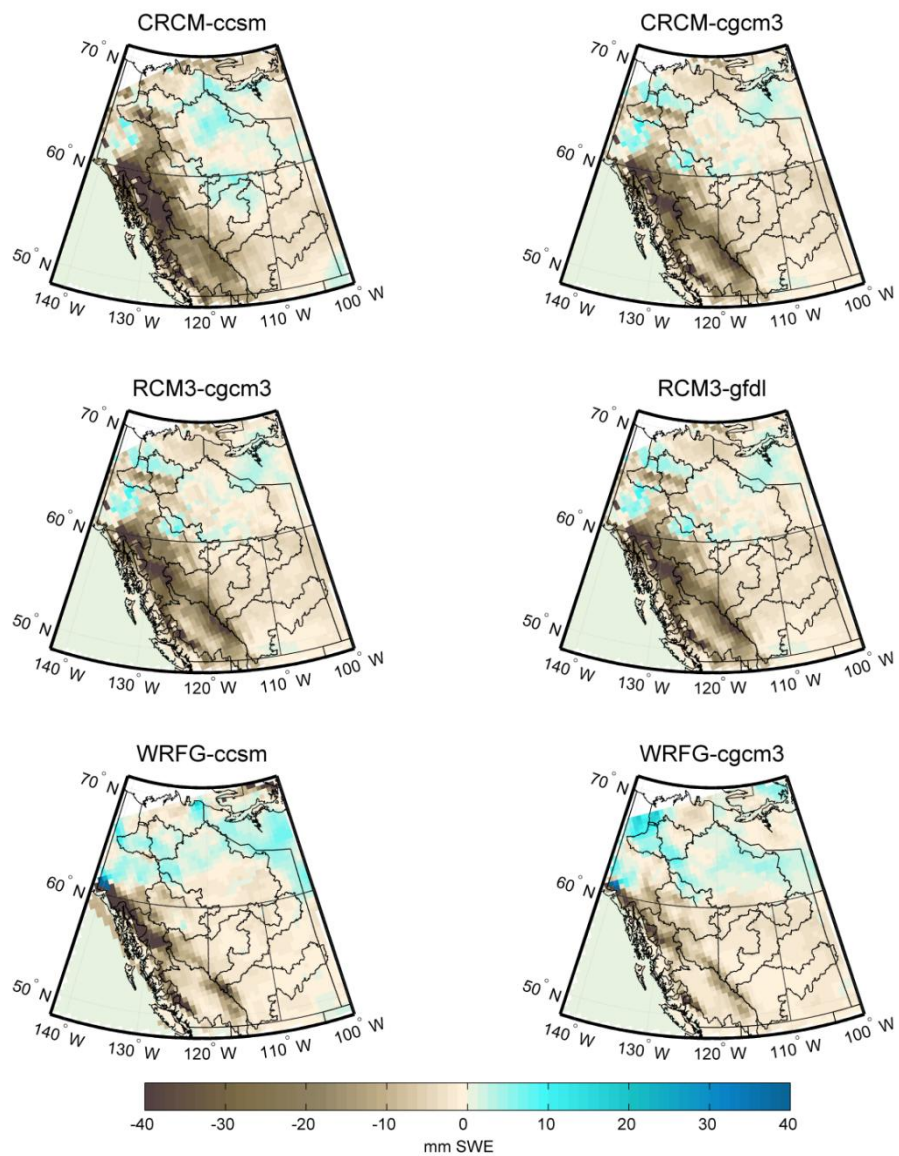 CRCM-ccsm CRCM-cgcm3
70° N 70° N
60° N 60° N
50° N 50° N
140° W 130° W 120° W 110° W 100° W 140° W 130° W 120° W 110° W 100° W
RCM3-cgcm3 RCM3-gfdl
70° N 70° N
60° N 60° N
50° N 50° N
140° W 130° W 120° W 110° W 100° W 140° W 130° W 120° W 110° W 100° W
WRFG-ccsm WRFG-cgcm3
70° N 70° N
60° N 60° N
50° N 50° N
140° W 130° W 120° W 110° W 100° W 140° W 130° W 120° W 110° W 100° W
-40 -30 -20 -10 0 10 20 30 40
mm SWE